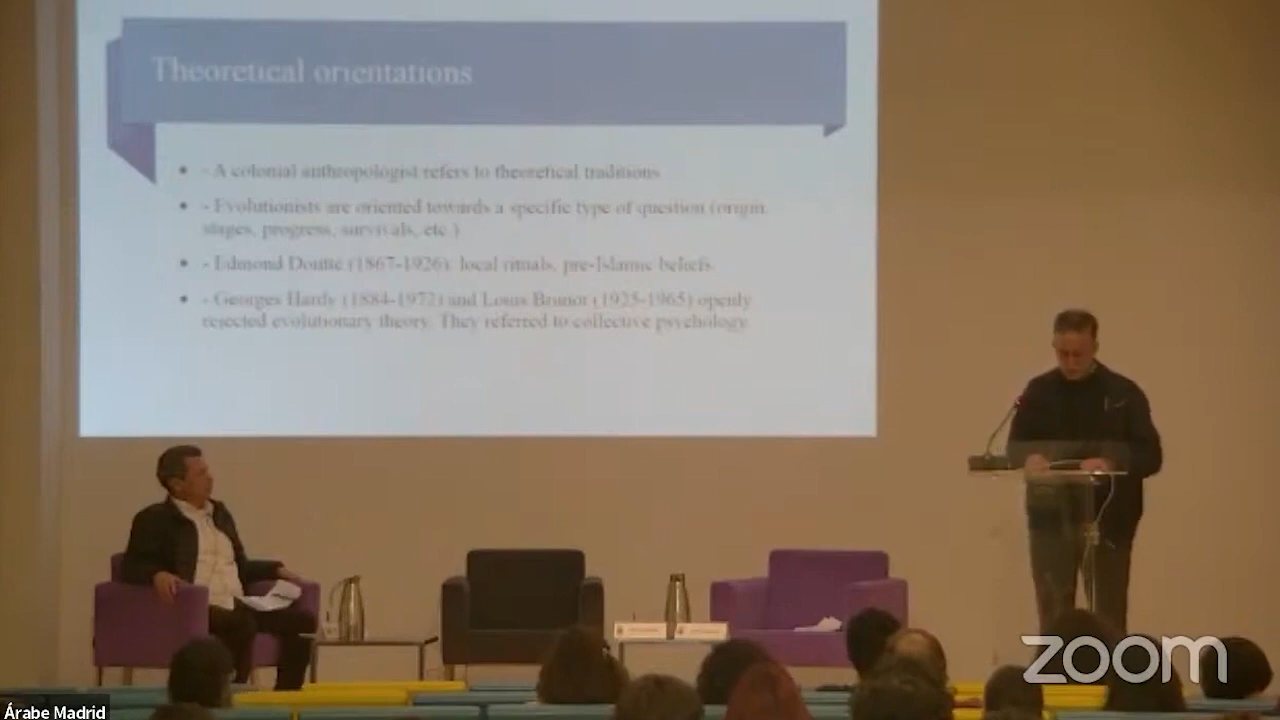 Theoretical orientations
- A colonial anthropologist refers to theoretical traditions
- Evolutionists are oriented towards a specific type of question (origin
stages, progress, survivals, etc.)
- Edmond Doutté (1867-1926): local rituals, pre-Islamic beliefs
- Georges Hardy (1884-1972) and Louis Brunot (1925-1965) openly
rejected evolutionary theory. They referred to collective psychology.
zoom
Árabe Madrid